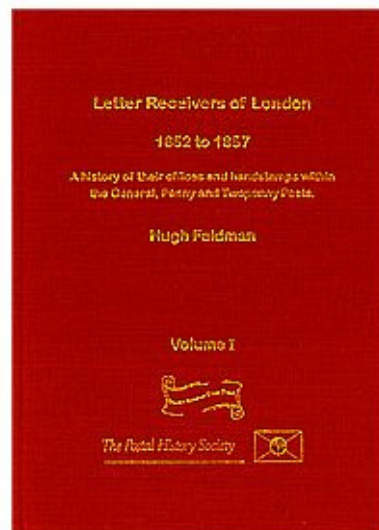 Letter Receivers of London
1652 to 1857
A history of their offices and handstamps within
the General, Penny and Twopenny Posts.
Hugh Feldman
Volume I
The Postal History Society